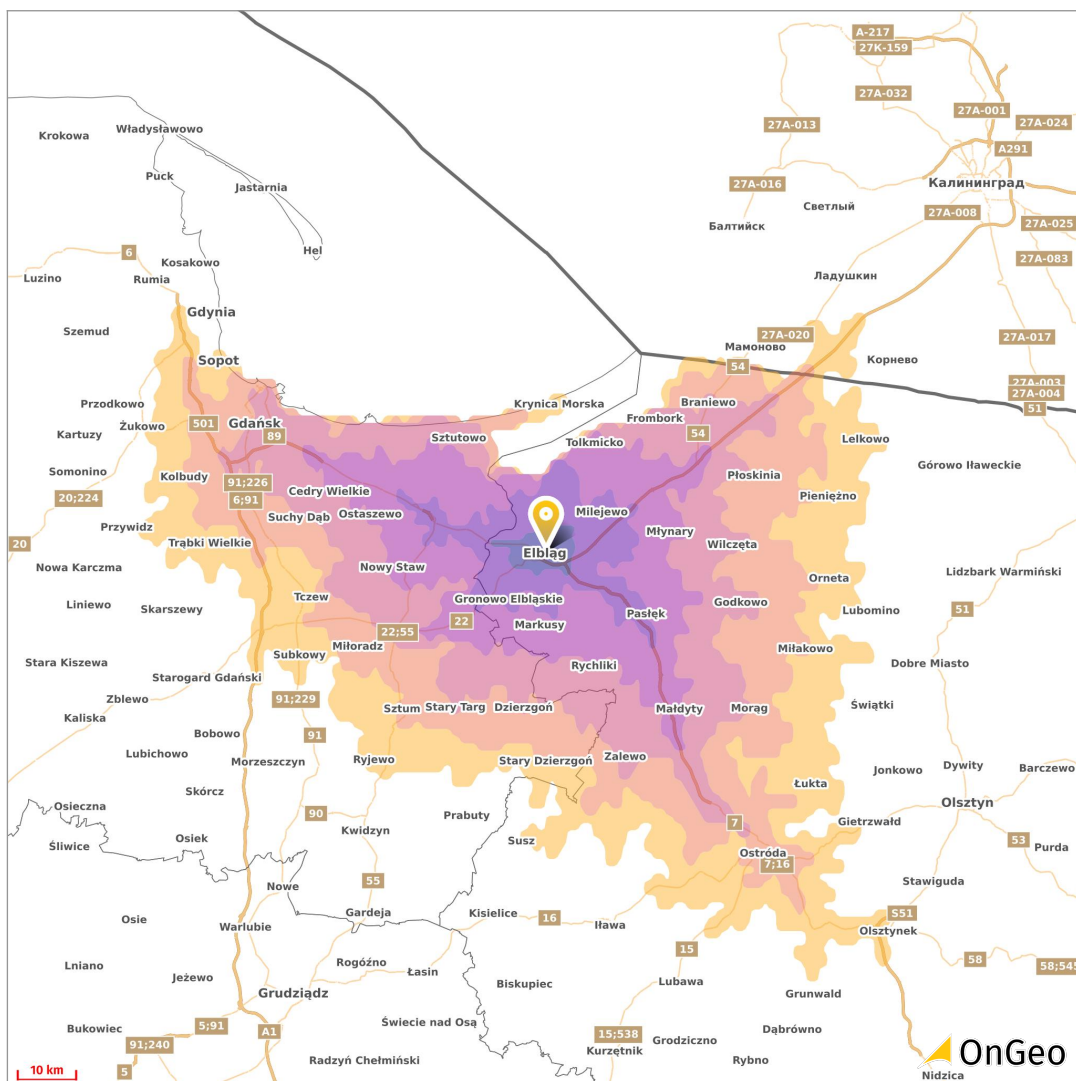 A-217
27K-159
27A-032
27A-001
27A-024
27A-013
Krokowa
Władysławowo
A291
Puck
Jastarnia
27A-016
Калининград
Светлый
27A-008
27A-025
Балтийск
Hel
6
Kosakowo
27A-083
Luzino
Rumia
Ладушкин
Gdynia
Szemud
27A-020
27A-017
Мамоново
Sopot
Корнево
54
27A-003
27A-004
Przodkowo
Krynica Morska
Braniewo
51
Frombork
Żukowo
501
Gdańsk
89
Kartuzy
Sztutowo
Tolkmicko
54
Lelkowo
Górowo Iławeckie
Somonino
Kolbudy
91;226
Płoskinia
20;224
6;91
Cedry Wielkie
Pieniężno
Suchy Dąb
Ostaszewo
Milejewo
Przywidz
Młynary
20
Trąbki Wielkie
Elbląg
Wilczęta
Nowa Karczma
Nowy Staw
Orneta
Lidzbark Warmiński
Liniewo
Skarszewy
Tczew
Gronowo Elbląskie
Godkowo
Lubomino
51
22
Markusy
Pasłęk
22;55
Miłoradz
Miłakowo
Stara Kiszewa
Subkowy
Rychliki
Dobre Miasto
Starogard Gdański
Zblewo
91;229
Sztum
Stary Targ
Dzierzgoń
Małdyty
Morąg
Świątki
Kaliska
Bobowo
91
Lubichowo
Morzeszczyn
Ryjewo
Stary Dzierzgoń
Zalewo
Jonkowo
Dywity
Barczewo
Skórcz
Łukta
Osieczna
90
Prabuty
Olsztyn
Gietrzwałd
7
Śliwice
Osiek
Kwidzyn
Susz
53
Purda
Ostróda
7;16
Nowe
55
Stawiguda
Osie
Gardeja
Kisielice
16
Iława
S51
Warlubie
Olsztynek
15
58
Lniano
Jeżewo
Rogóźno
Łasin
58;545
Biskupiec
Lubawa
Grudziądz
Grunwald
Bukowiec
5;91
A1
Świecie nad Osą
15;538
Grodziczno
Dąbrówno
91;240
Kurzętnik
Radzyń Chełmiński
Rybno
OnGeo
10 km
5
Nidzica